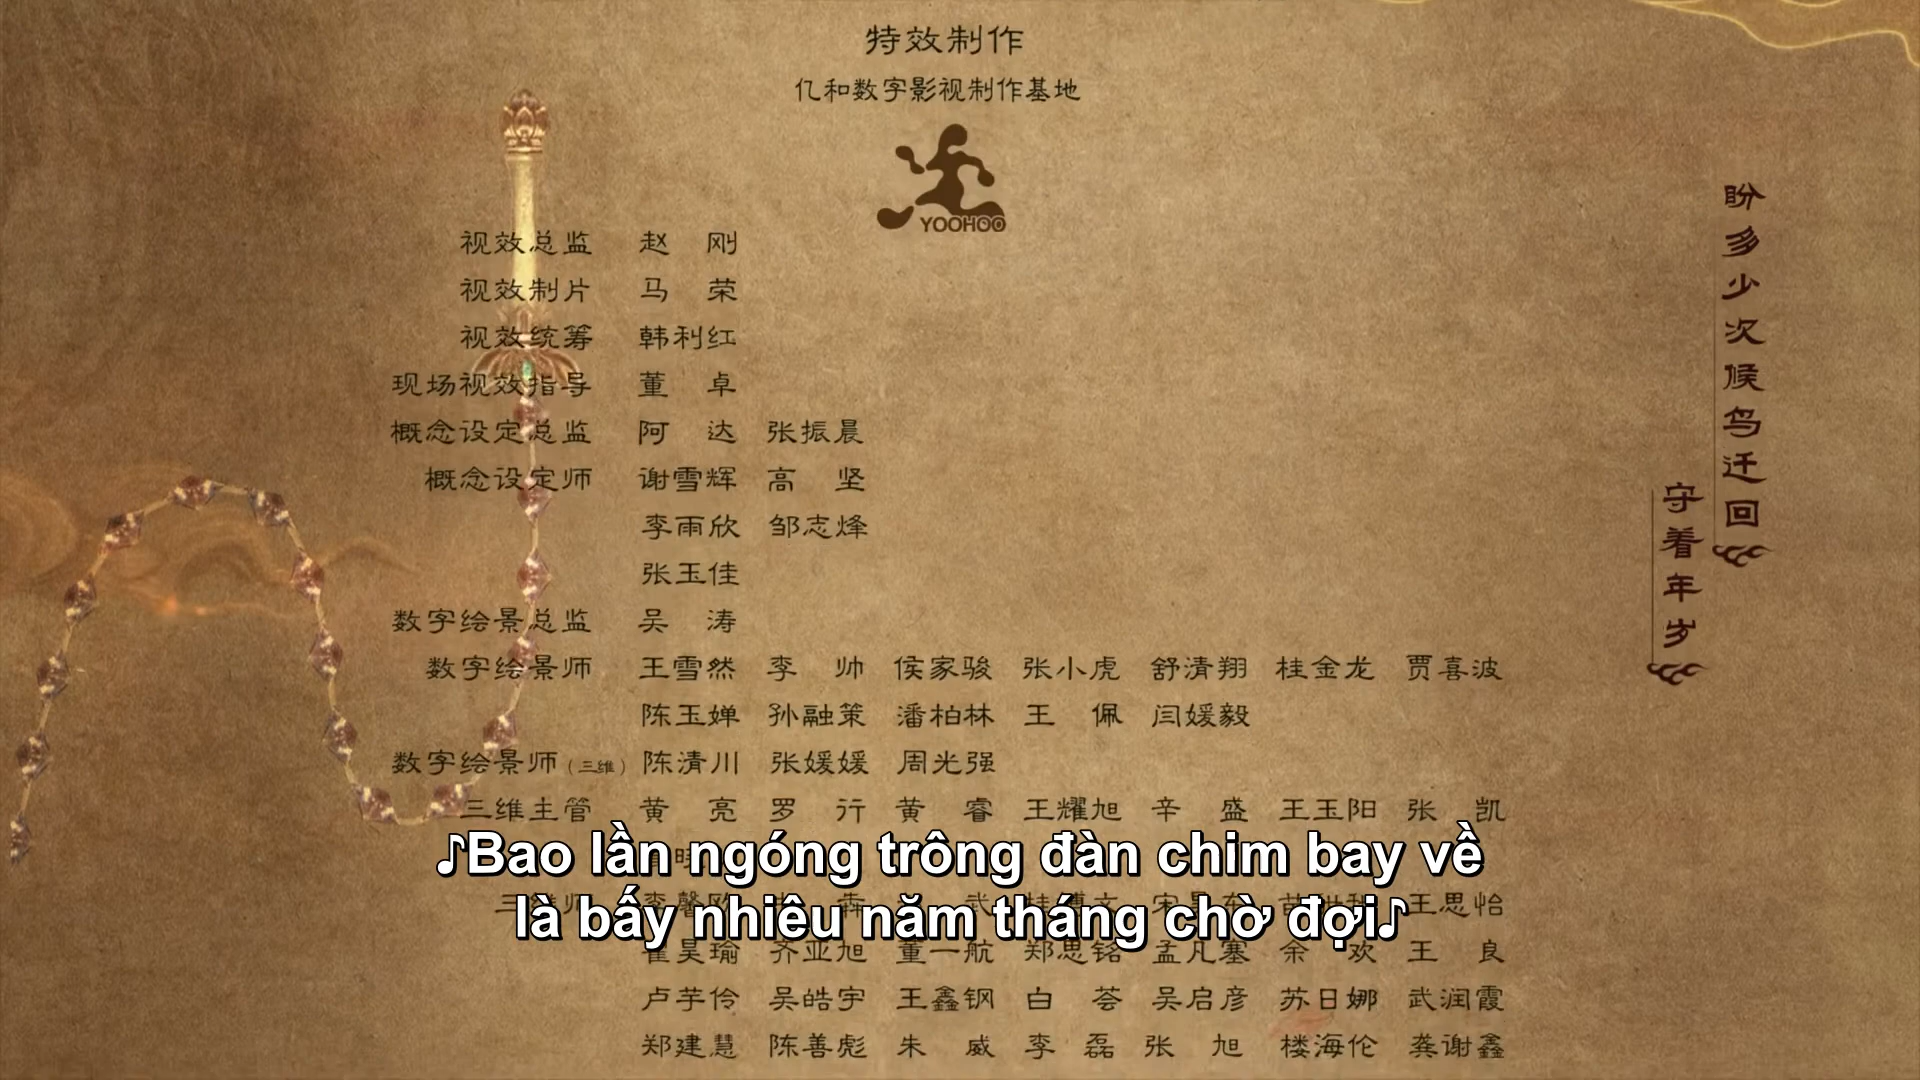 特效制作
亿和数字影视制作基地
YOOHOO
视效总监 赵 刚
视效制片 马 荣
视效统筹 韩利红
现场视效指导 董 卓
概念设定总监 阿 达 张振晨
概念设定师 谢雪辉 高 坚
李雨欣 邹志烽
张玉佳
数字绘景总监 吴 涛
数字绘景师 王雪然 李 帅 侯家骏 张小虎 舒清翔 桂金龙 贾喜波
陈玉婵 孙融策 潘柏林 王 佩 闫媛毅
数字绘景师(三维) 陈清川 张媛媛 周光强
三维主管 黄 亮 罗 行 黄 睿 王耀旭 辛 盛 王玉阳 张 凯
♪Bao lần ngóng trông đàn chim bay về
là bấy nhiêu năm tháng chờ đợi♪
王思怡
崔昊瑜 齐亚旭 董一航 郑思铭 孟凡塞 余 欢 王 良
卢芋伶 吴皓宇 王鑫钢 白 荟 吴启彦 苏日娜 武润霞
郑建慧 陈善彪 朱 威 李 磊 张 旭 楼海伦 龚谢鑫
盼多少次候鸟迁回
守着年岁